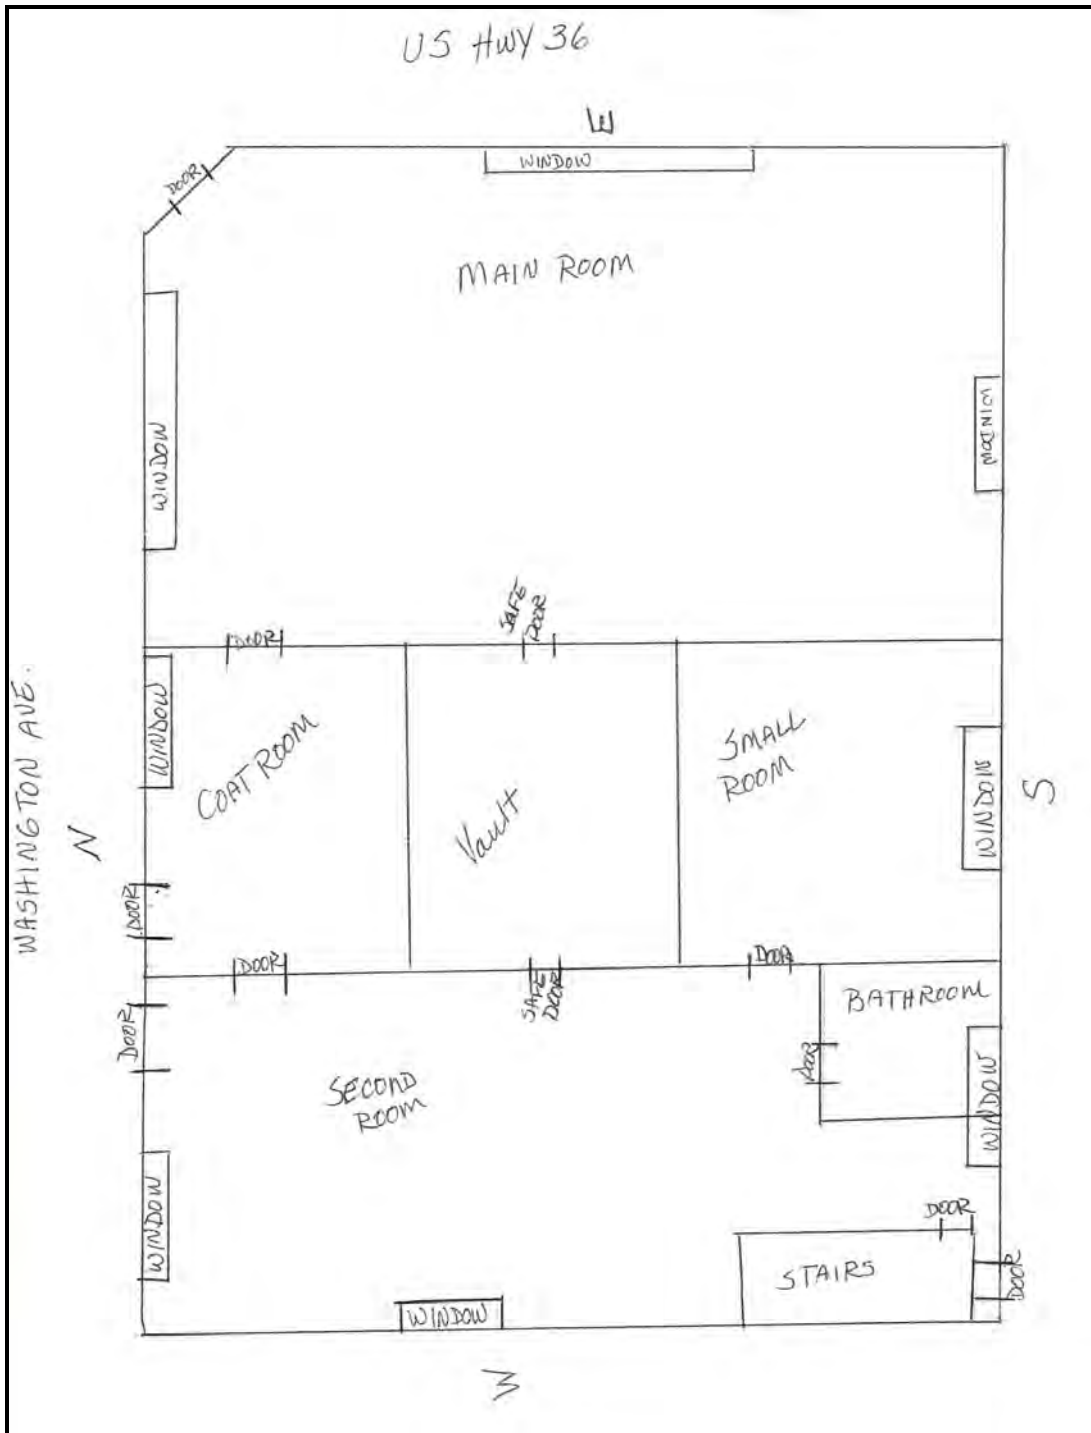 US HWY 36
E
DOOR
WINDOW
MAIN ROOM
WINDOW
WINDOW
SAFE
DOOR
DOOR
WASHINGTON AVE.
N
WINDOW
COAT ROOM
Vault
SMALL
ROOM
WINDOW
S
DOOR
DOOR
SAFE
DOOR
DOOR
BATHROOM
DOOR
DOOR
WINDOW
SECOND
ROOM
WINDOW
DOOR
STAIRS
DOOR
WINDOW
W